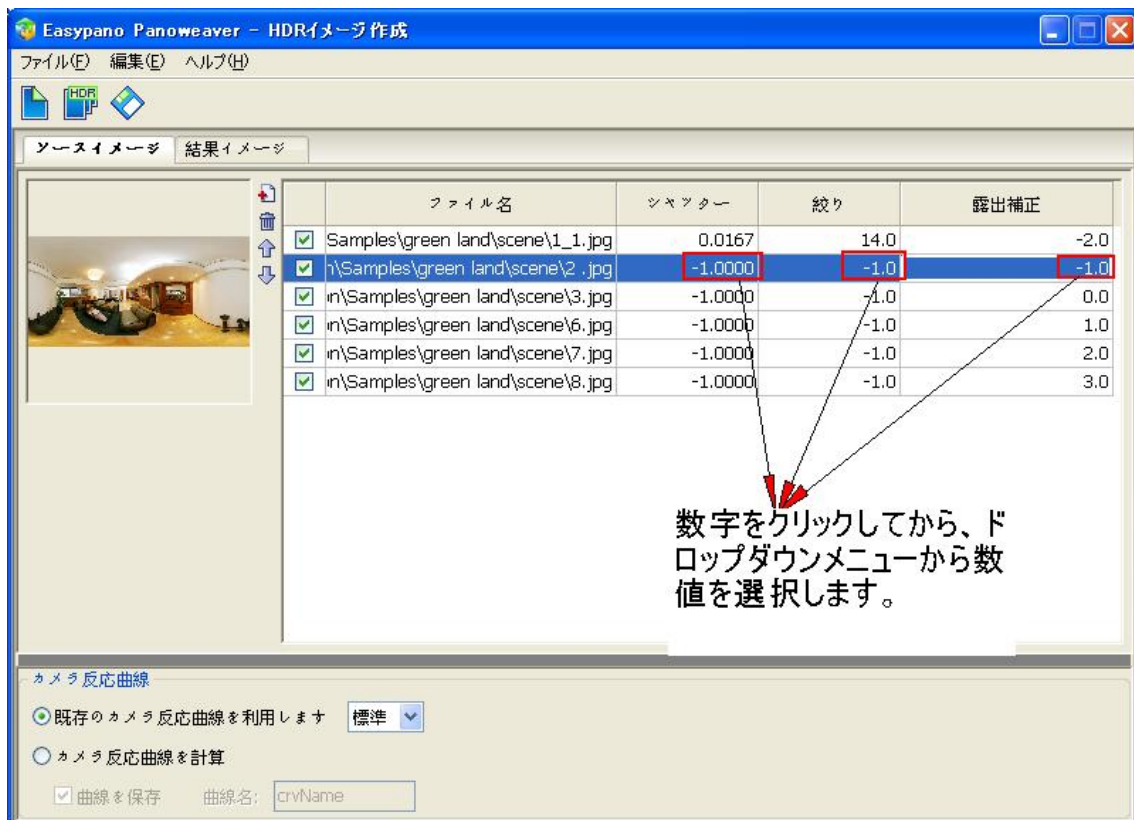 Easypano Panoweaver - HDRイメージ作成
ファイル(F) 編集(E) ヘルプ(H)
HDR
ソースイメージ 結果イメージ
ファイル名 シャッター 絞り 露出補正
Samples\green land\scene\1_1.jpg 0.0167 14.0 -2.0
n\Samples\green land\scene\2 .jpg -1.0000 -1.0 -1.0
n\Samples\green land\scene\3.jpg -1.0000 -1.0 0.0
n\Samples\green land\scene\6.jpg -1.0000 -1.0 1.0
n\Samples\green land\scene\7.jpg -1.0000 -1.0 2.0
n\Samples\green land\scene\8.jpg -1.0000 -1.0 3.0
数字をクリックしてから、ド
ロップダウンメニューから数
値を選択します。
カメラ反応曲線
既存のカメラ反応曲線を利用します 標準
カメラ反応曲線を計算
曲線を保存 曲線名: crvName